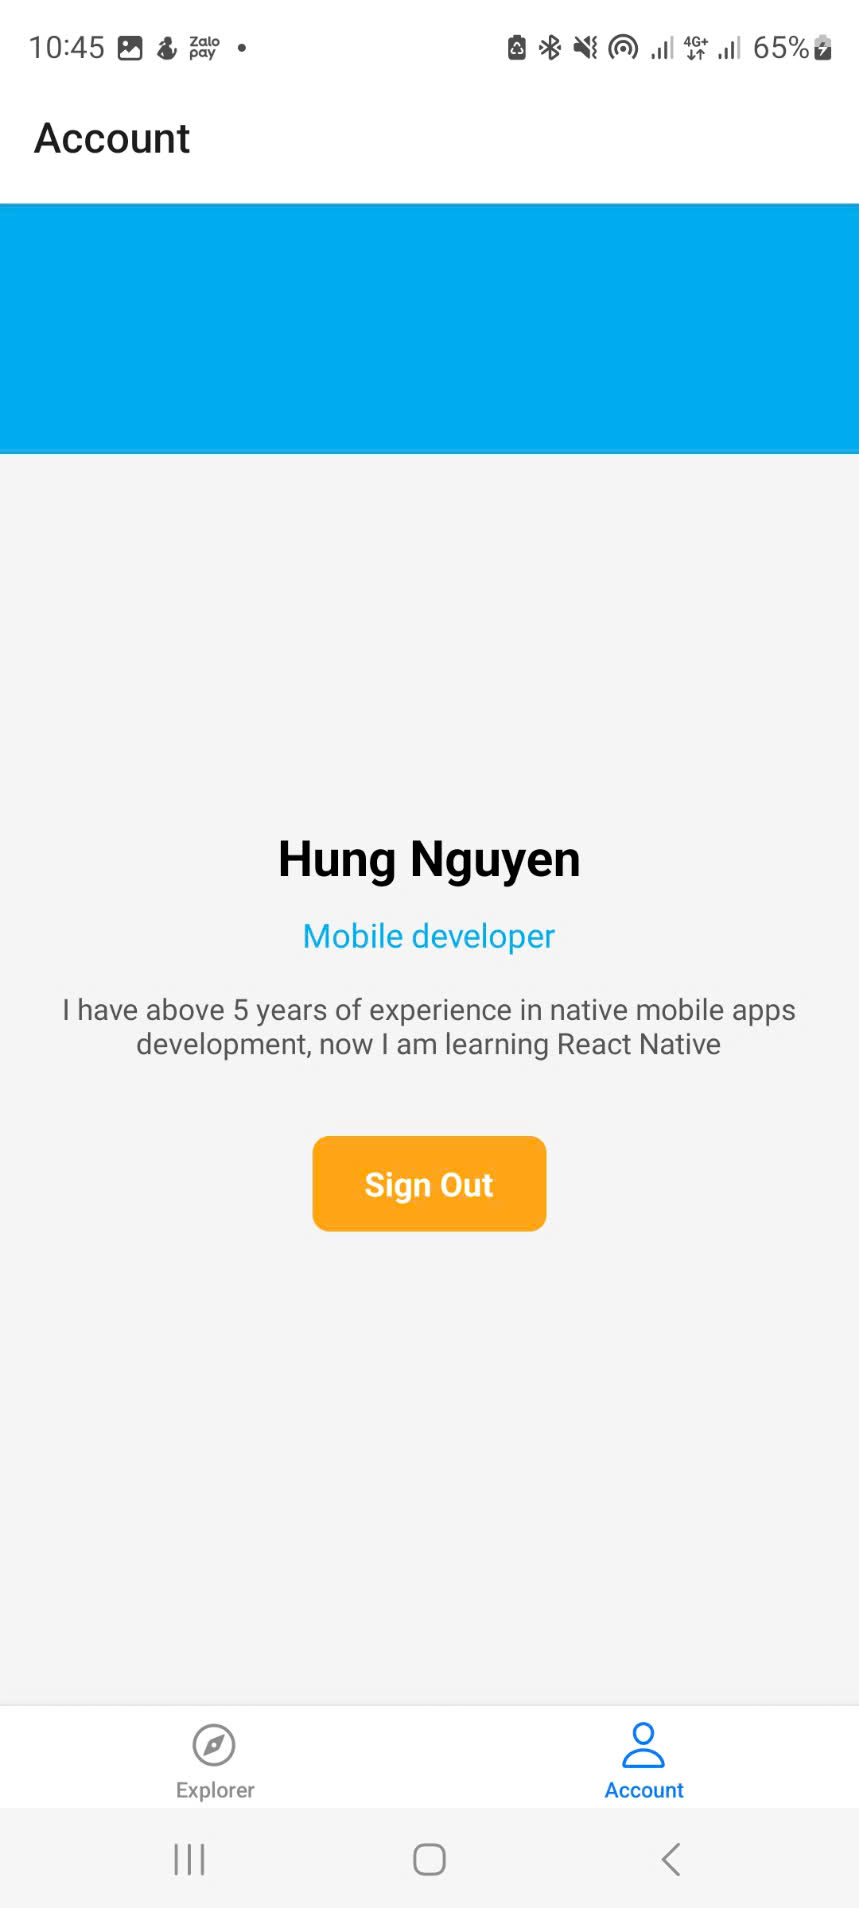 10:45 Zalo pay 4G+ 65%
Account
Hung Nguyen
Mobile developer
I have above 5 years of experience in native mobile apps
development, now I am learning React Native
Sign Out
Explorer Account